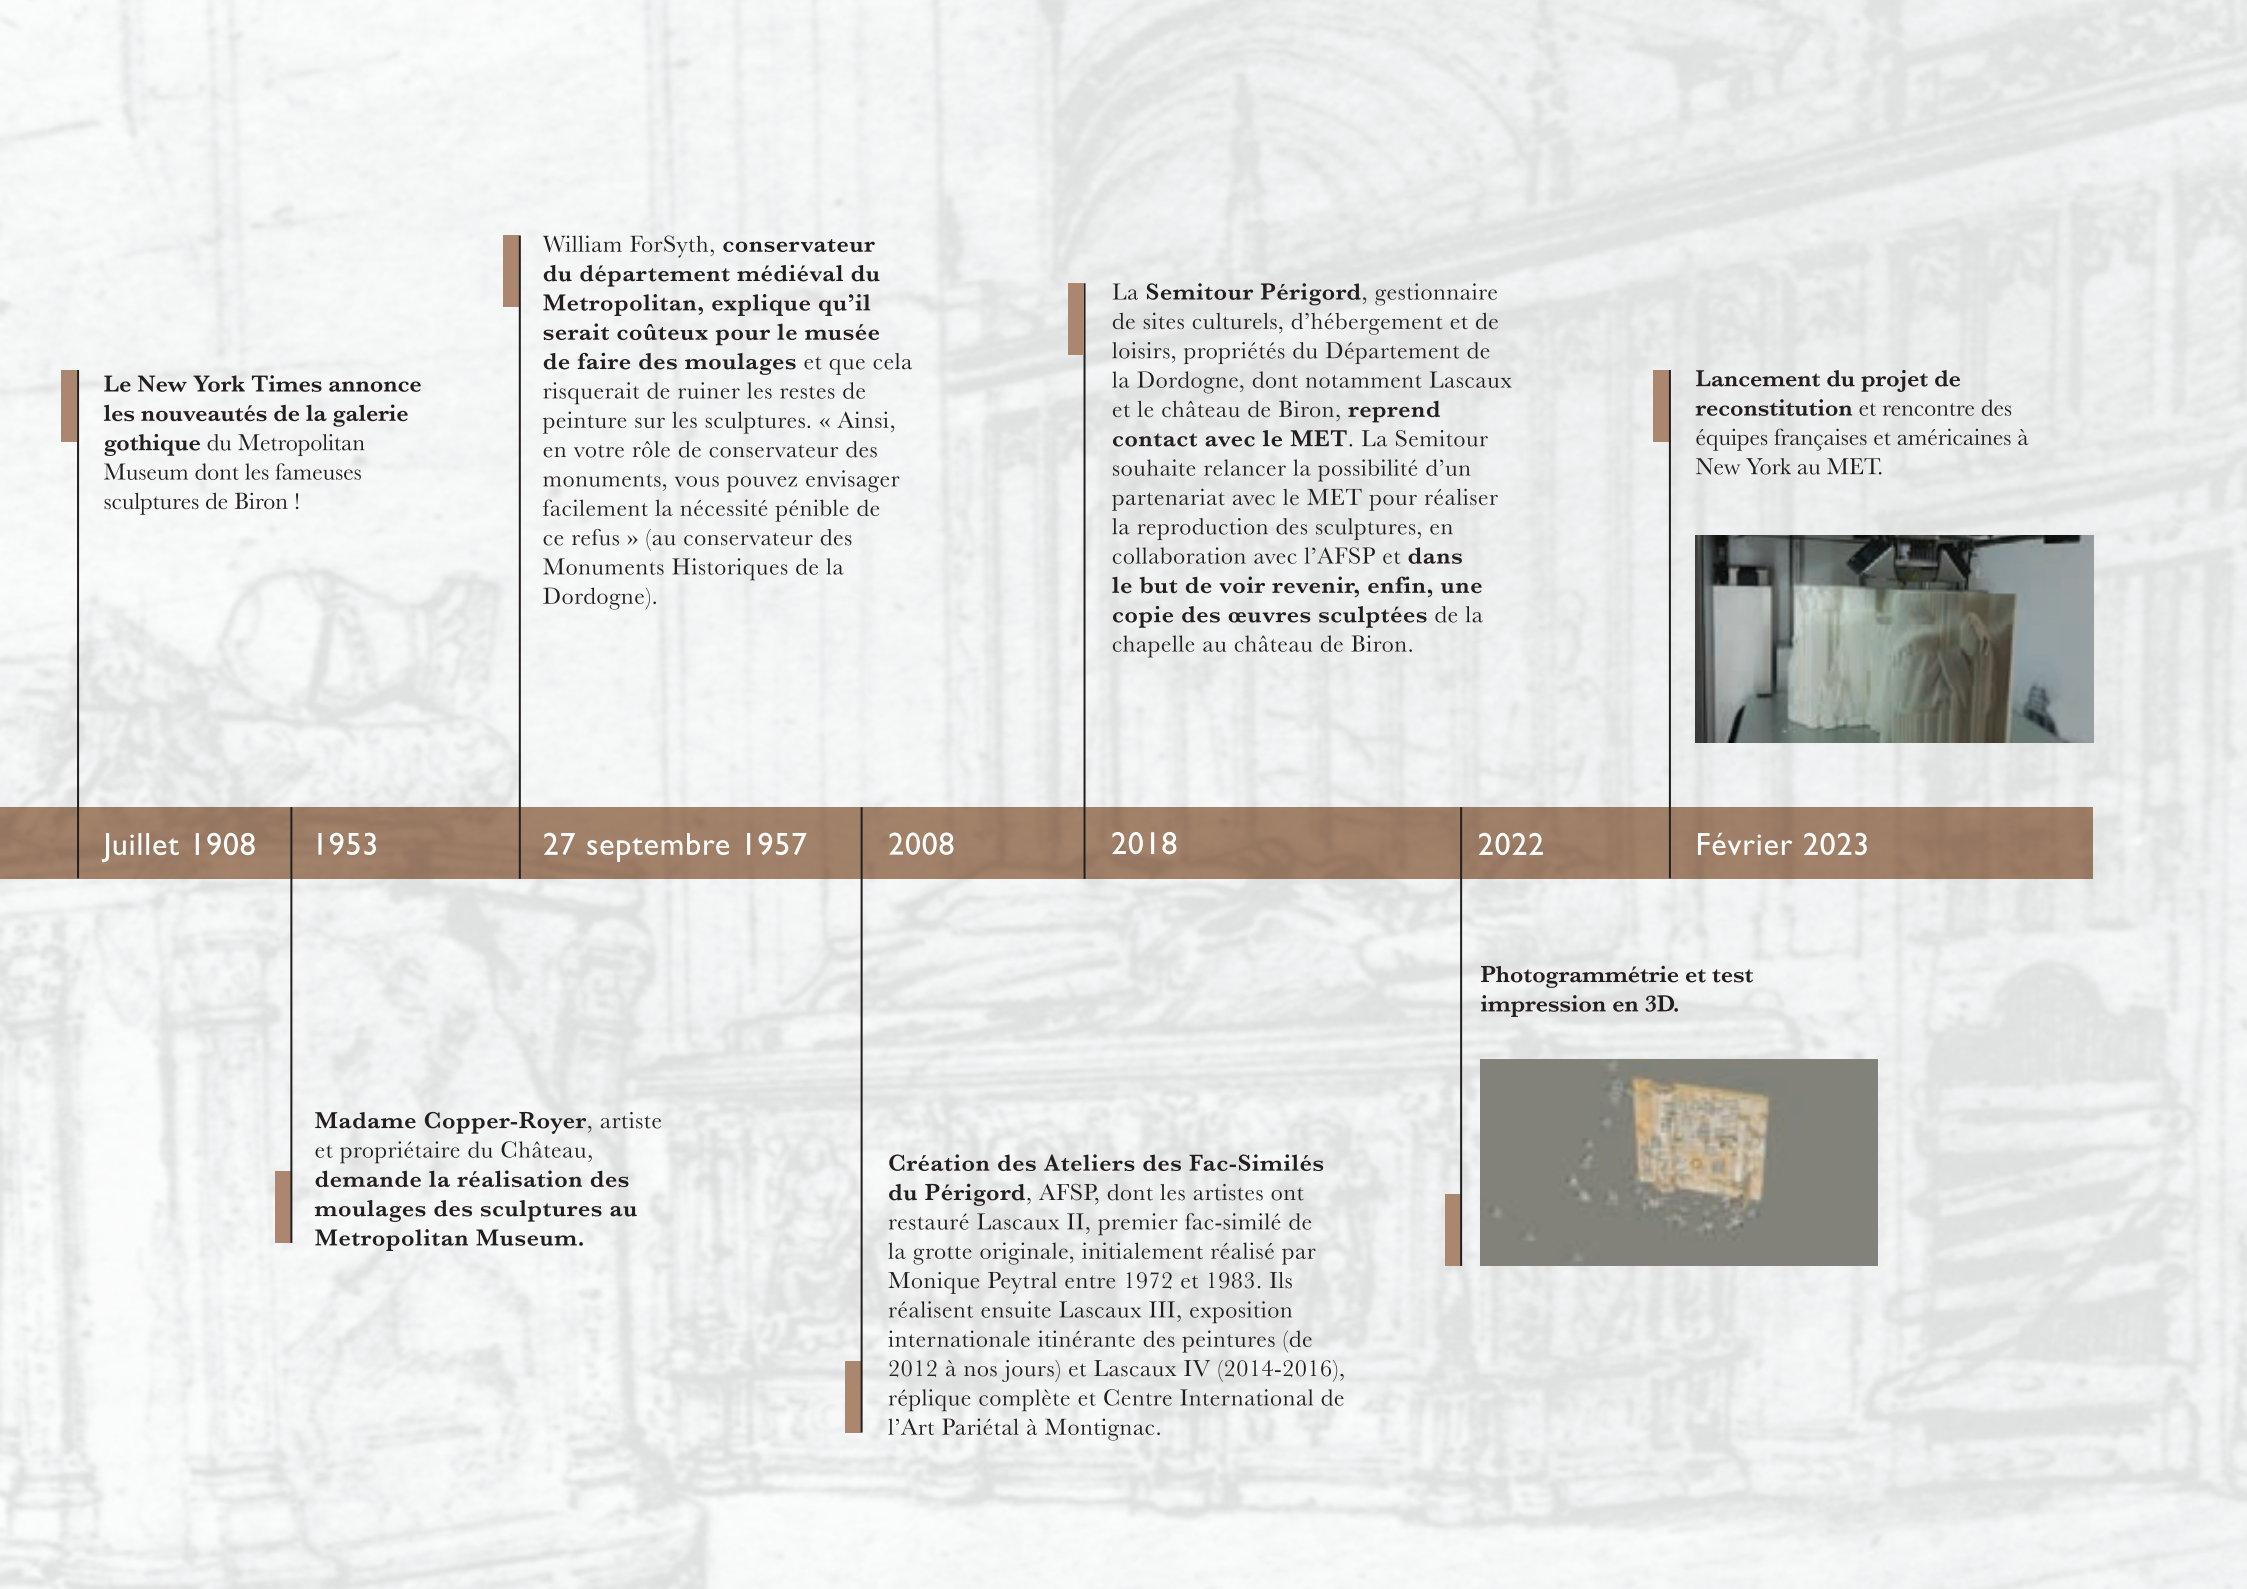 Le New York Times annonce
les nouveautés de la galerie
gothique du Metropolitan
Museum dont les fameuses
sculptures de Biron !
William ForSyth, conservateur
du département médiéval du
Metropolitan, explique qu’il
serait coûteux pour le musée
de faire des moulages et que cela
risquerait de ruiner les restes de
peinture sur les sculptures. « Ainsi,
en votre rôle de conservateur des
monuments, vous pouvez envisager
facilement la nécessité pénible de
ce refus » (au conservateur des
Monuments Historiques de la
Dordogne).
La Semitour Périgord, gestionnaire
de sites culturels, d’hébergement et de
loisirs, propriétés du Département de
la Dordogne, dont notamment Lascaux
et le château de Biron, reprend
contact avec le MET. La Semitour
souhaite relancer la possibilité d’un
partenariat avec le MET pour réaliser
la reproduction des sculptures, en
collaboration avec l’AFSP et dans
le but de voir revenir, enfin, une
copie des œuvres sculptées de la
chapelle au château de Biron.
Lancement du projet de
reconstitution et rencontre des
équipes françaises et américaines à
New York au MET.
Juillet 1908
1953
27 septembre 1957
2008
2018
2022
Février 2023
Madame Copper-Royer, artiste
et propriétaire du Château,
demande la réalisation des
moulages des sculptures au
Metropolitan Museum.
Création des Ateliers des Fac-Similés
du Périgord, AFSP, dont les artistes ont
restauré Lascaux II, premier fac-similé de
la grotte originale, initialement réalisé par
Monique Peytral entre 1972 et 1983. Ils
réalisent ensuite Lascaux III, exposition
internationale itinérante des peintures (de
2012 à nos jours) et Lascaux IV (2014-2016),
réplique complète et Centre International de
l’Art Pariétal à Montignac.
Photogrammétrie et test
impression en 3D.